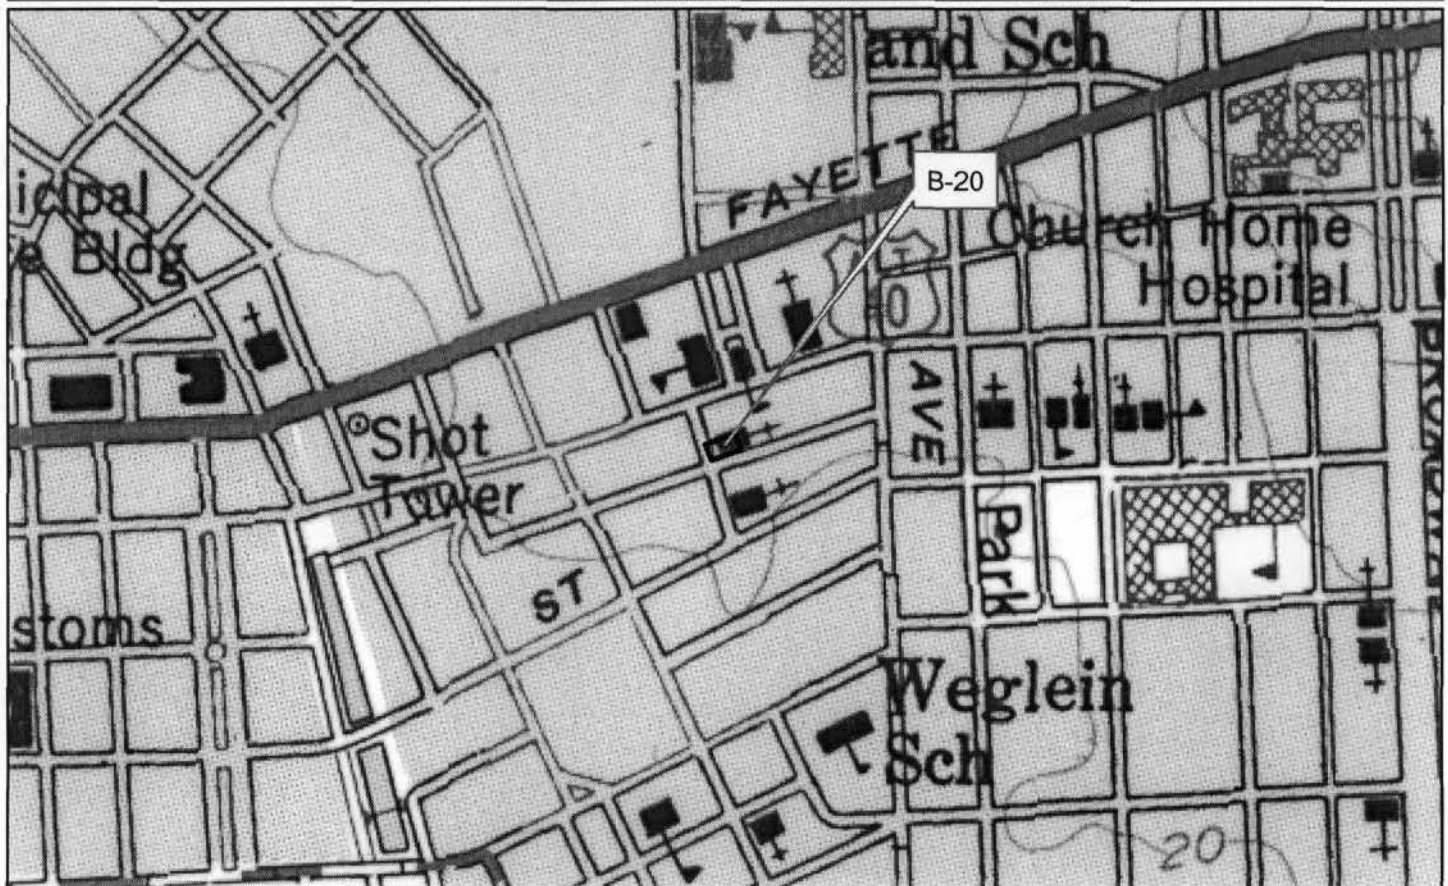 and Sch
FAYETTE
B-20
icipal
e Bldg
Church Home
Hospital
40
Shot
Tower
AVE
Park
ST
stoms
Weglein
Sch
20